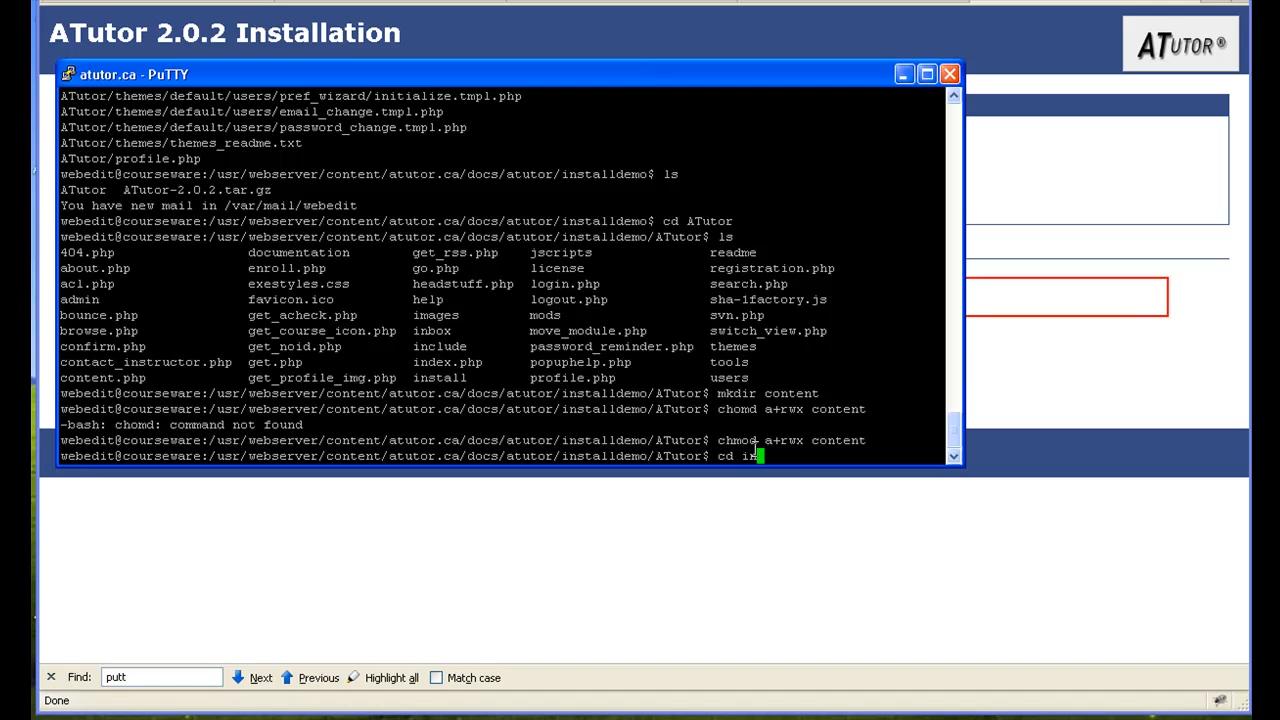 ATutor 2.0.2 Installation
ATUTOR®
atutor.ca - PuTTY
ATutor/themes/default/users/pref_wizard/initialize.tmpl.php
ATutor/themes/default/users/email_change.tmpl.php
ATutor/themes/default/users/password_change.tmpl.php
ATutor/themes/themes_readme.txt
ATutor/profile.php
webedit@courseware:/usr/webserver/content/atutor.ca/docs/atutor/installdemo$ ls
ATutor  ATutor-2.0.2.tar.gz
You have new mail in /var/mail/webedit
webedit@courseware:/usr/webserver/content/atutor.ca/docs/atutor/installdemo$ cd ATutor
webedit@courseware:/usr/webserver/content/atutor.ca/docs/atutor/installdemo/ATutor$ ls
404.php documentation get_rss.php jscripts readme
about.php enroll.php go.php license registration.php
acl.php exestyles.css headstuff.php login.php search.php
admin favicon.ico help logout.php sha-1factory.js
bounce.php get_acheck.php images mods svn.php
browse.php get_course_icon.php inbox move_module.php switch_view.php
confirm.php get_noid.php include password_reminder.php themes
contact_instructor.php get.php index.php popuphelp.php tools
content.php get_profile_img.php install profile.php users
webedit@courseware:/usr/webserver/content/atutor.ca/docs/atutor/installdemo/ATutor$ mkdir content
webedit@courseware:/usr/webserver/content/atutor.ca/docs/atutor/installdemo/ATutor$ chomd a+rwx content
-bash: chomd: command not found
webedit@courseware:/usr/webserver/content/atutor.ca/docs/atutor/installdemo/ATutor$ chmod a+rwx content
webedit@courseware:/usr/webserver/content/atutor.ca/docs/atutor/installdemo/ATutor$ cd in
Find: putt Next Previous Highlight all Match case
Done